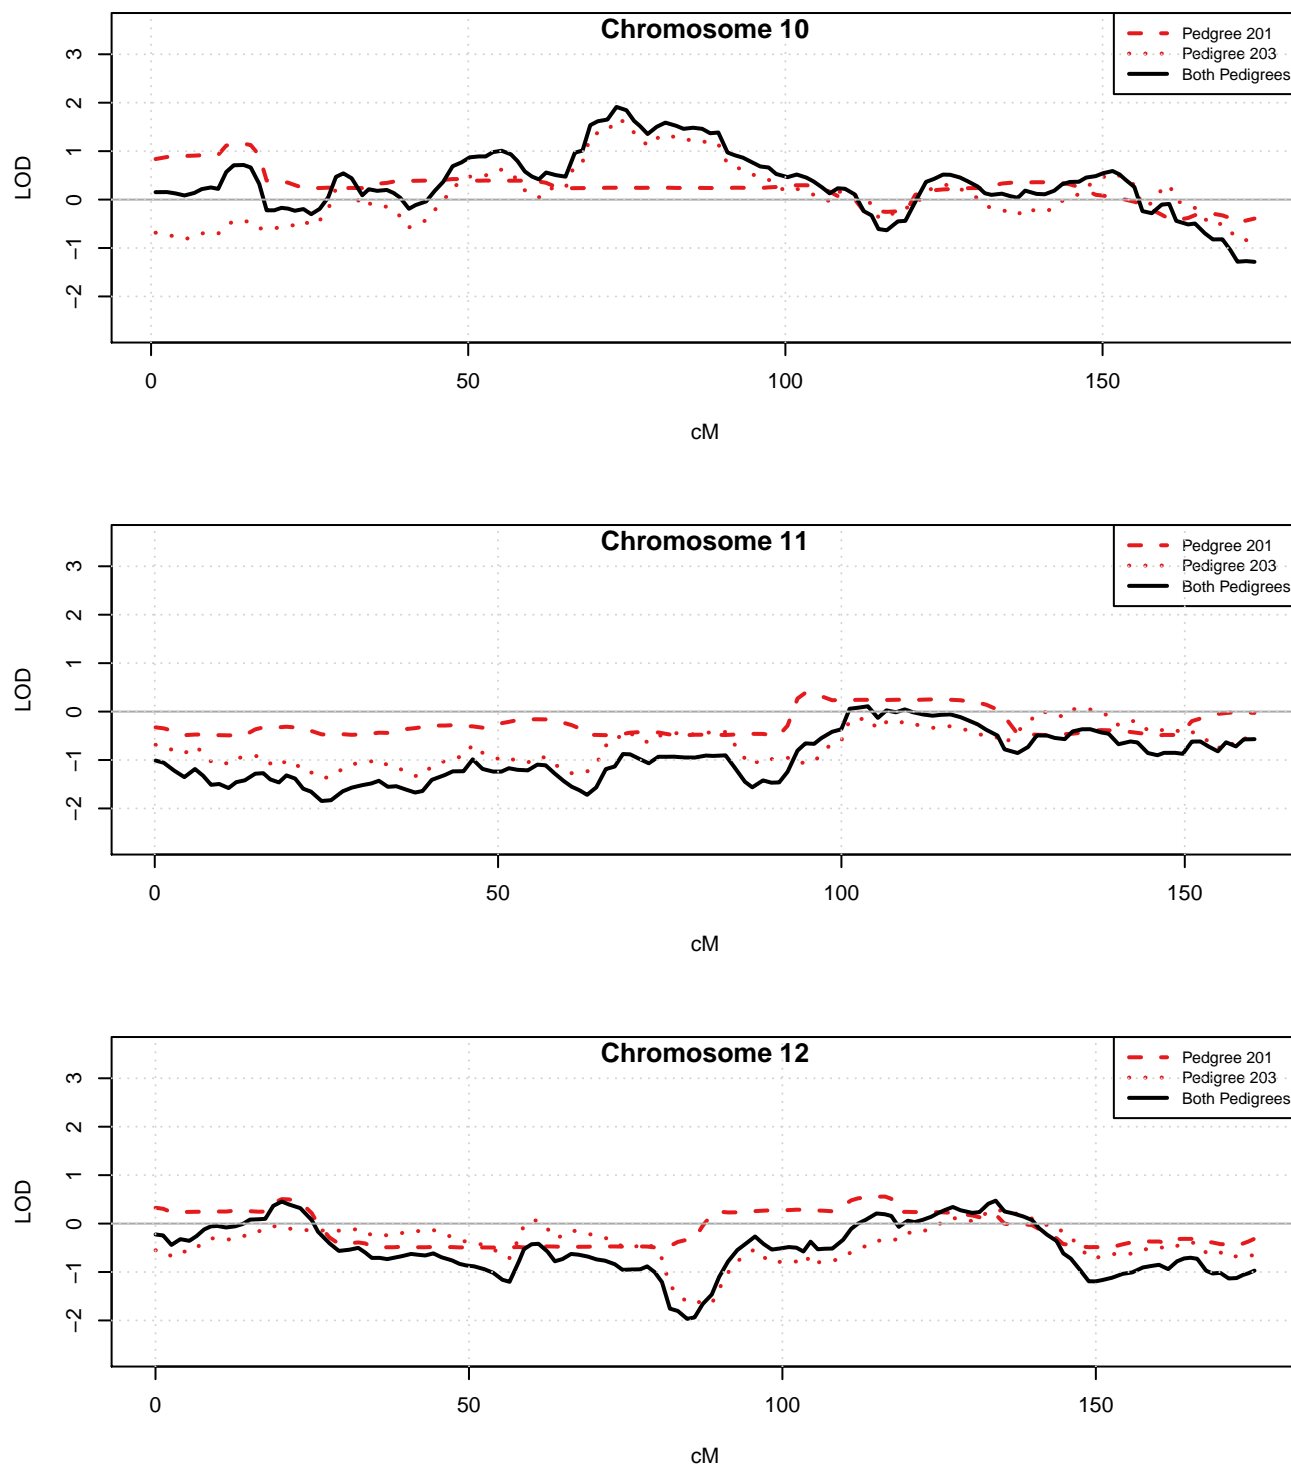 Chromosome 10
Pedgree 201
Pedigree 203
Both Pedigrees
LOD
3
2
1
0
−1
−2
0 50 100 150
cM
Chromosome 11
Pedgree 201
Pedigree 203
Both Pedigrees
LOD
3
2
1
0
−1
−2
0 50 100 150
cM
Chromosome 12
Pedgree 201
Pedigree 203
Both Pedigrees
LOD
3
2
1
0
−1
−2
0 50 100 150
cM